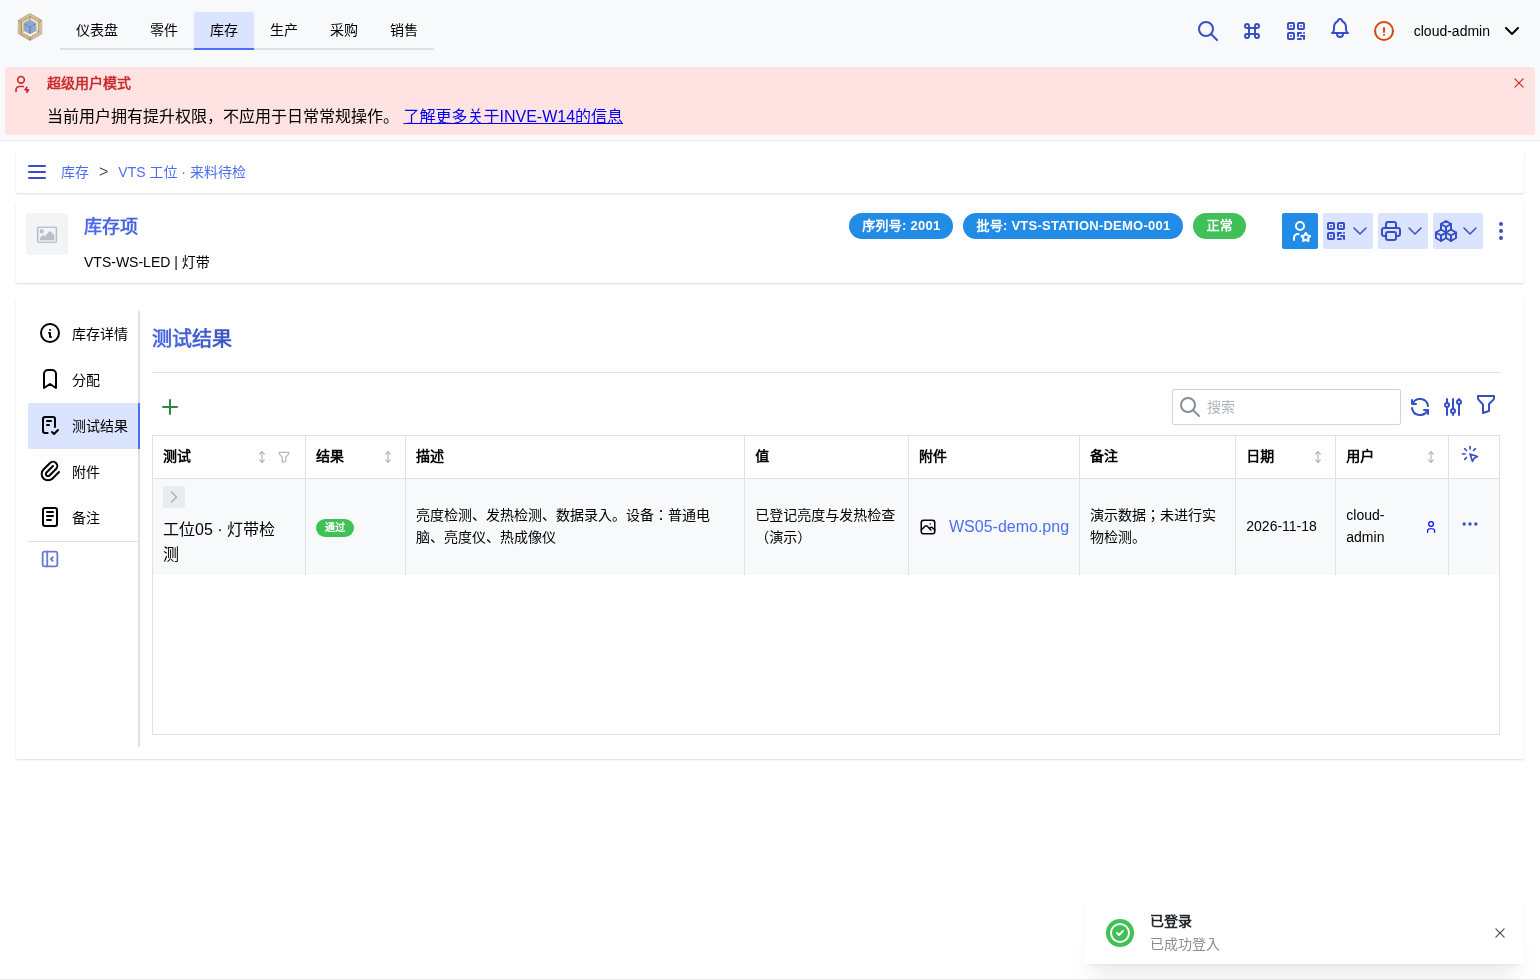 仪表盘 零件 库存 生产 采购 销售 cloud-admin
超级用户模式
当前用户拥有提升权限，不应用于日常常规操作。 了解更多关于INVE-W14的信息
库存 > VTS 工位 · 来料待检
库存项 序列号: 2001 批号: VTS-STATION-DEMO-001 正常
VTS-WS-LED | 灯带
库存详情
分配
测试结果
附件
备注
测试结果
搜索
测试 结果 描述 值 附件 备注 日期 用户
工位05 · 灯带检
测
通过
亮度检测、发热检测、数据录入。设备：普通电
脑、亮度仪、热成像仪
已登记亮度与发热检查
（演示）
WS05-demo.png
演示数据；未进行实
物检测。
2026-11-18
cloud-
admin
已登录
已成功登入